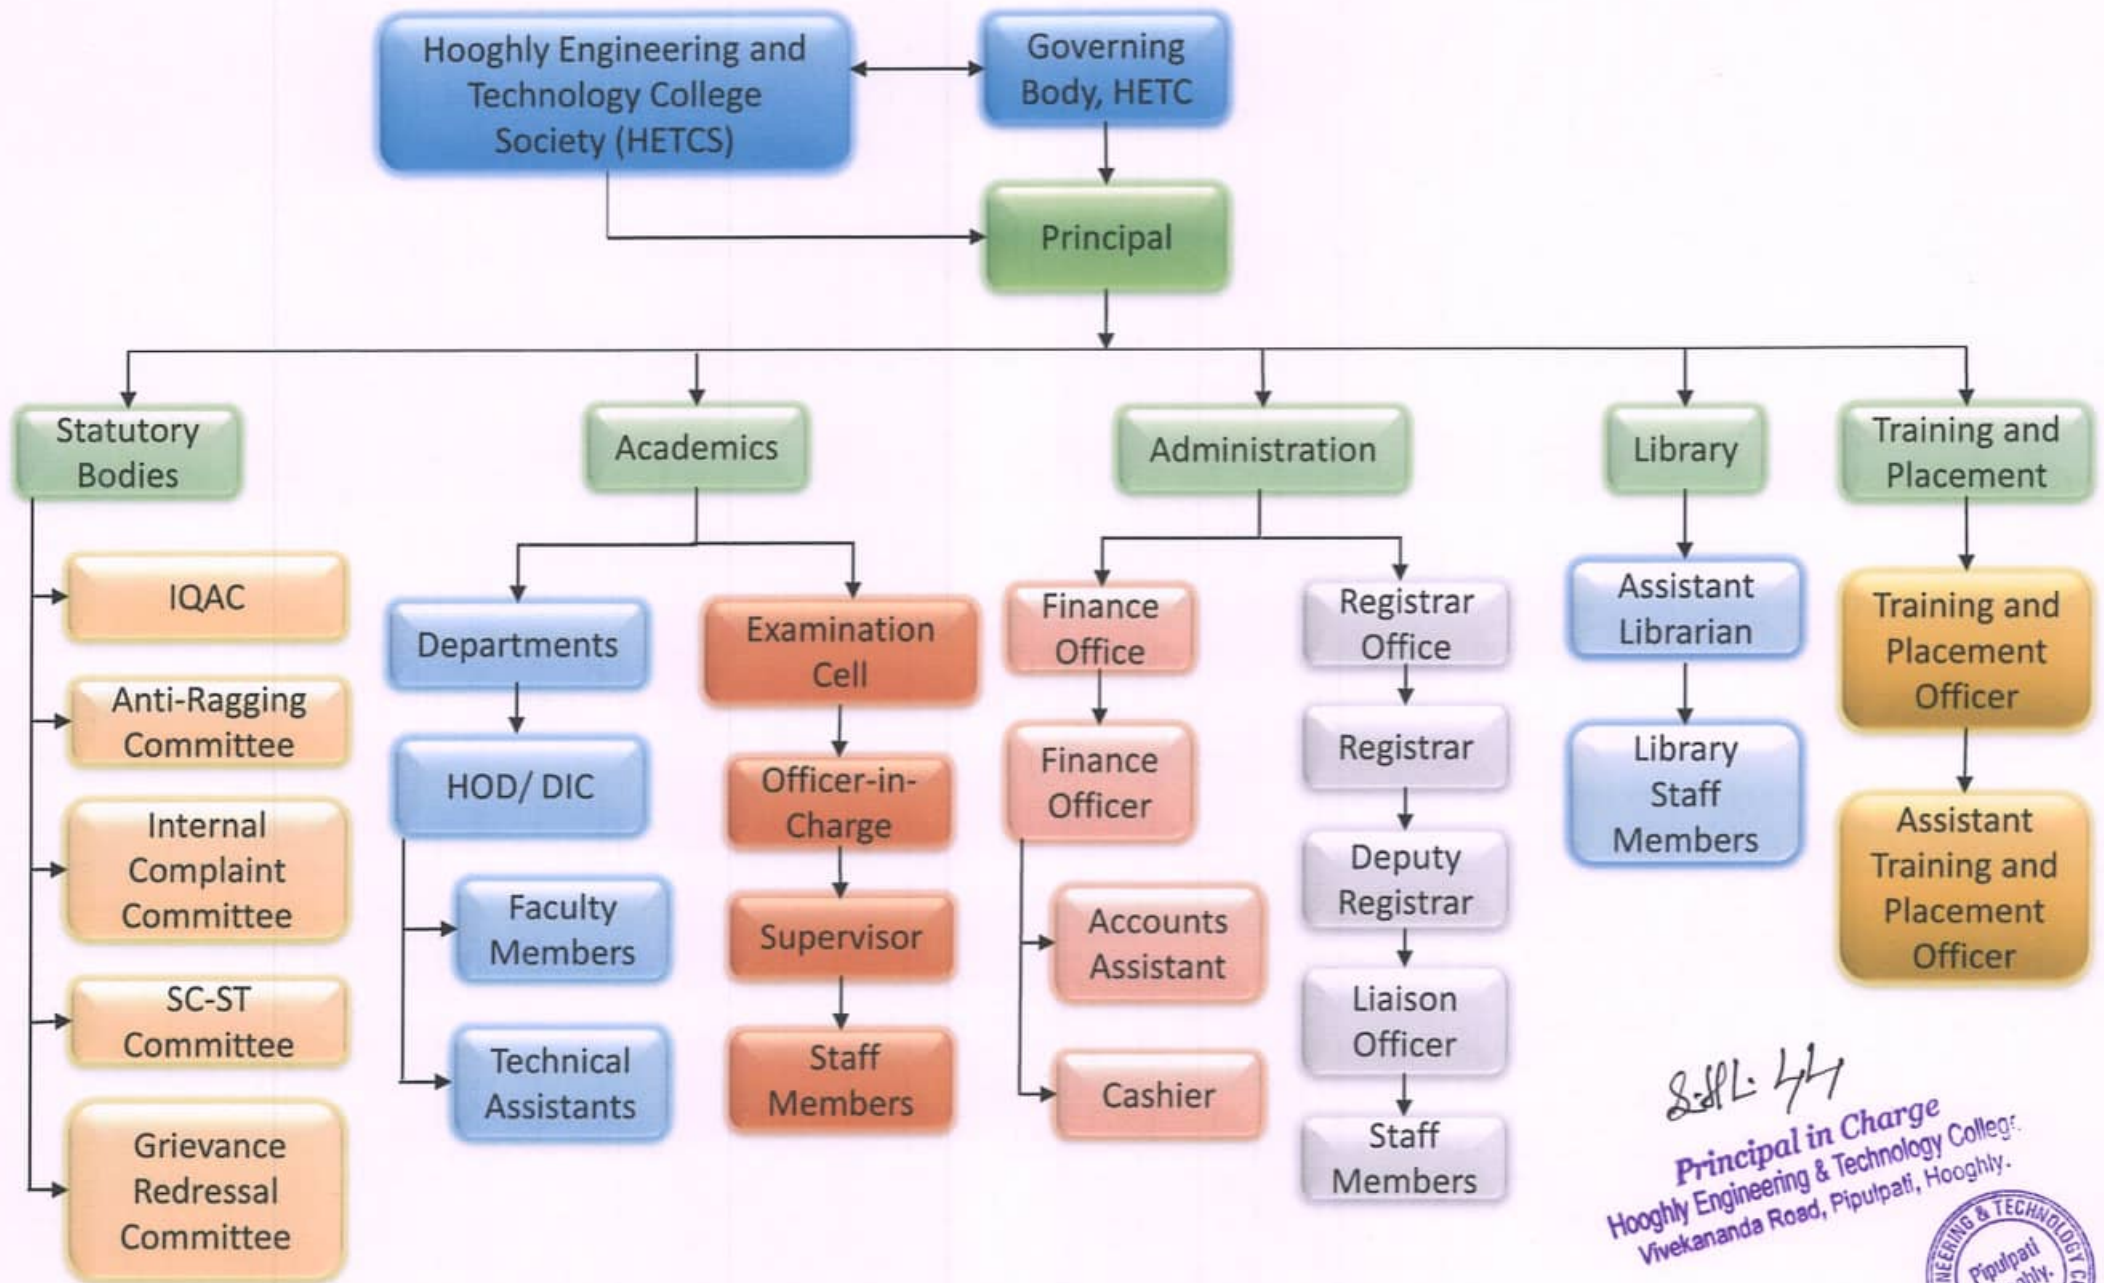 Hooghly Engineering and
Technology College
Society (HETCS)
Governing
Body, HETC
Principal
Statutory
Bodies
Academics
Administration
Library
Training and
Placement
IQAC
Anti-Ragging
Committee
Internal
Complaint
Committee
SC-ST
Committee
Grievance
Redressal
Committee
Departments
HOD/ DIC
Faculty
Members
Technical
Assistants
Examination
Cell
Officer-in-
Charge
Supervisor
Staff
Members
Finance
Office
Finance
Officer
Accounts
Assistant
Cashier
Registrar
Office
Registrar
Deputy
Registrar
Liaison
Officer
Staff
Members
Assistant
Librarian
Library
Staff
Members
Training and
Placement
Officer
Assistant
Training and
Placement
Officer
Principal in Charge
Hooghly Engineering & Technology College
Vivekananda Road, Pipulpati, Hooghly.
& TECHNOLOGY
Pipulpati